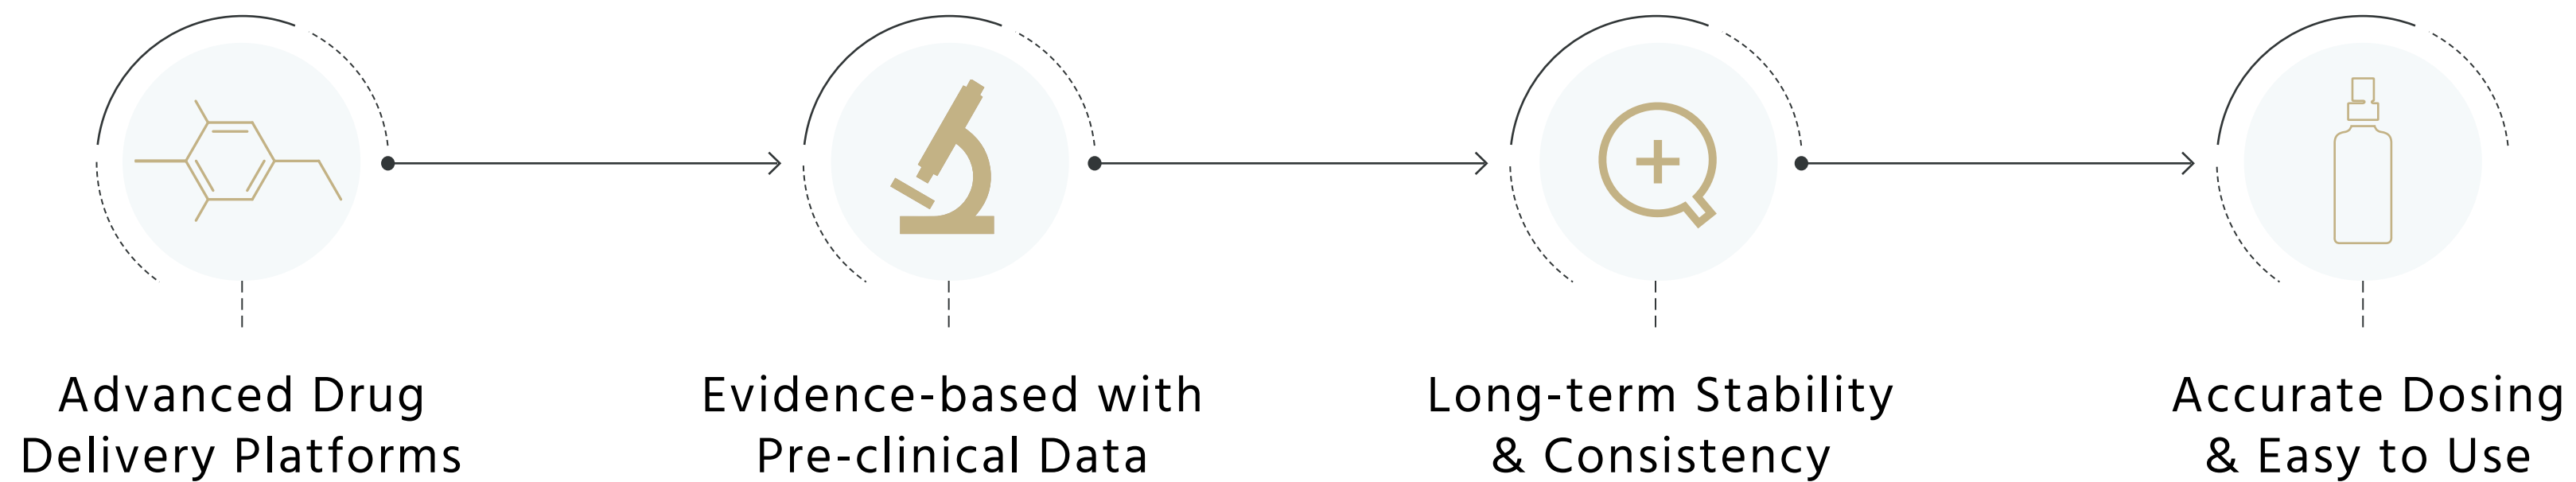 Advanced Drug
Delivery Platforms
Evidence-based with
Pre-clinical Data
Long-term Stability
& Consistency
Accurate Dosing
& Easy to Use